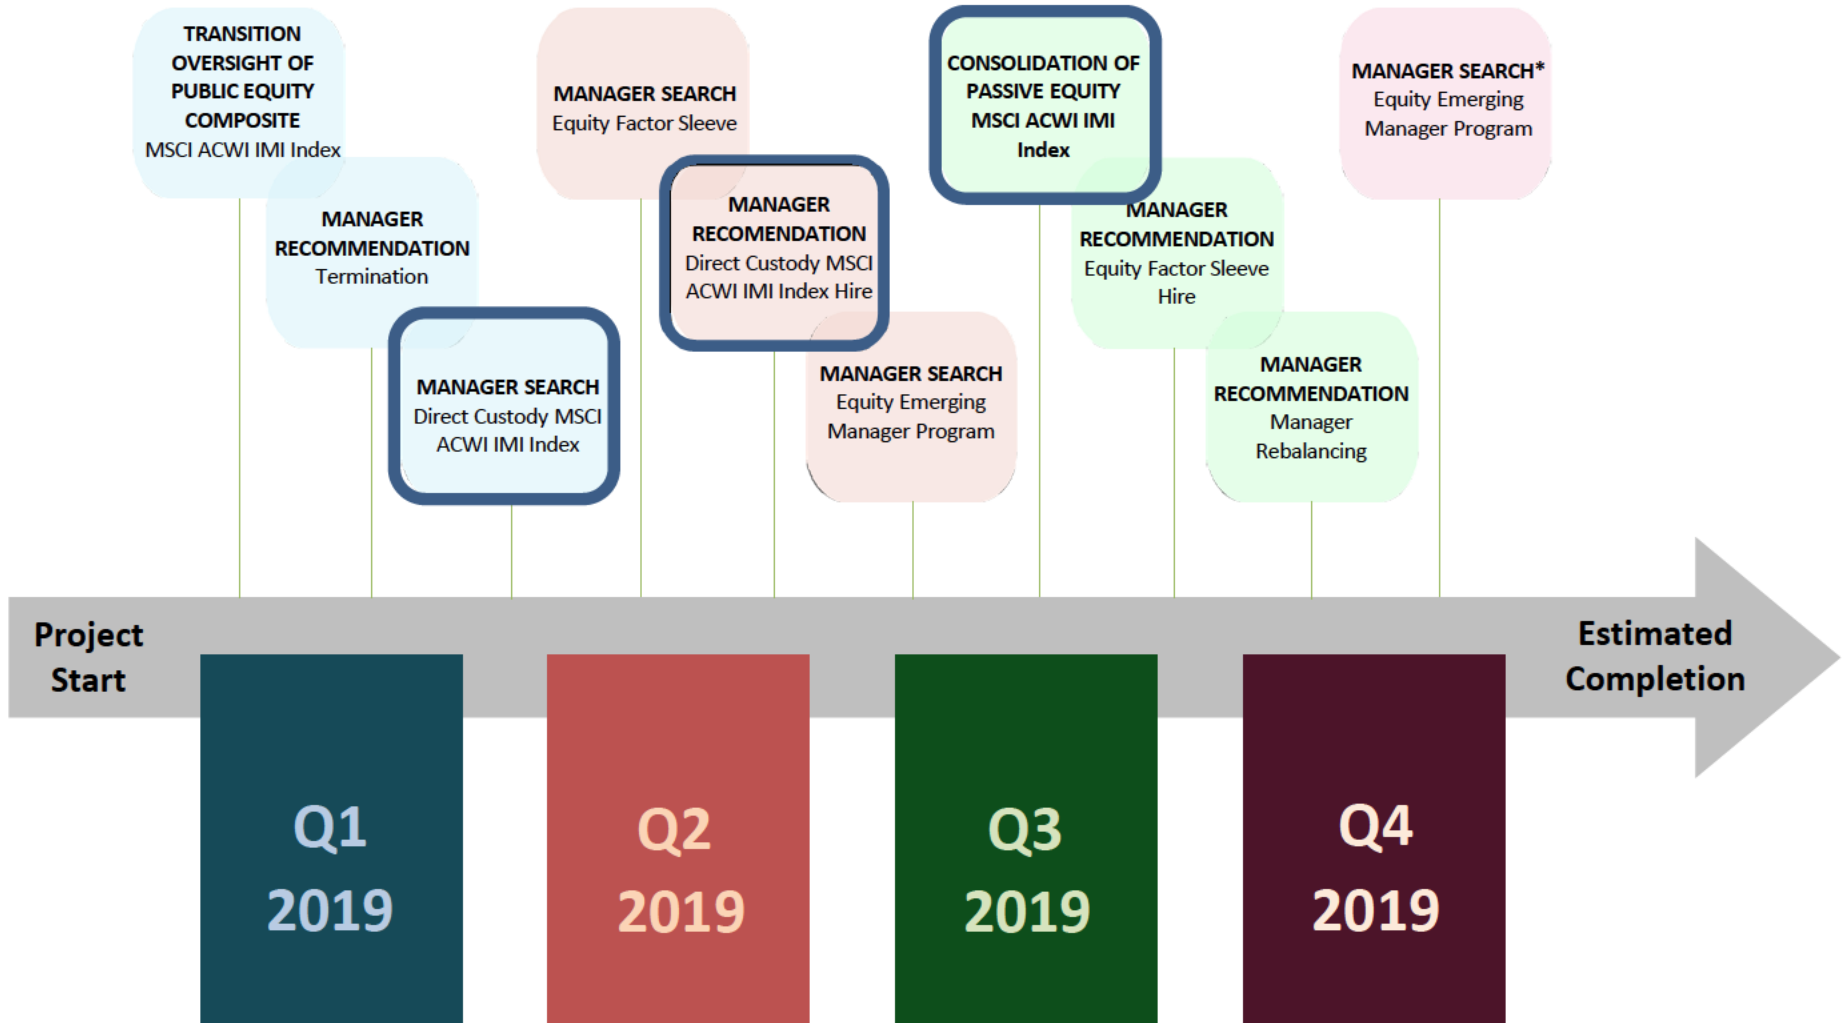 TRANSITION
OVERSIGHT OF
PUBLIC EQUITY
COMPOSITE
MSCI ACWI IMI Index
MANAGER
RECOMMENDATION
Termination
MANAGER SEARCH
Direct Custody MSCI
ACWI IMI Index
MANAGER SEARCH
Equity Factor Sleeve
MANAGER
RECOMENDATION
Direct Custody MSCI
ACWI IMI Index Hire
MANAGER SEARCH
Equity Emerging
Manager Program
CONSOLIDATION OF
PASSIVE EQUITY
MSCI ACWI IMI
Index
MANAGER
RECOMMENDATION
Equity Factor Sleeve
Hire
MANAGER
RECOMMENDATION
Manager
Rebalancing
MANAGER SEARCH*
Equity Emerging
Manager Program
Project
Start
Estimated
Completion
Q1
2019
Q2
2019
Q3
2019
Q4
2019